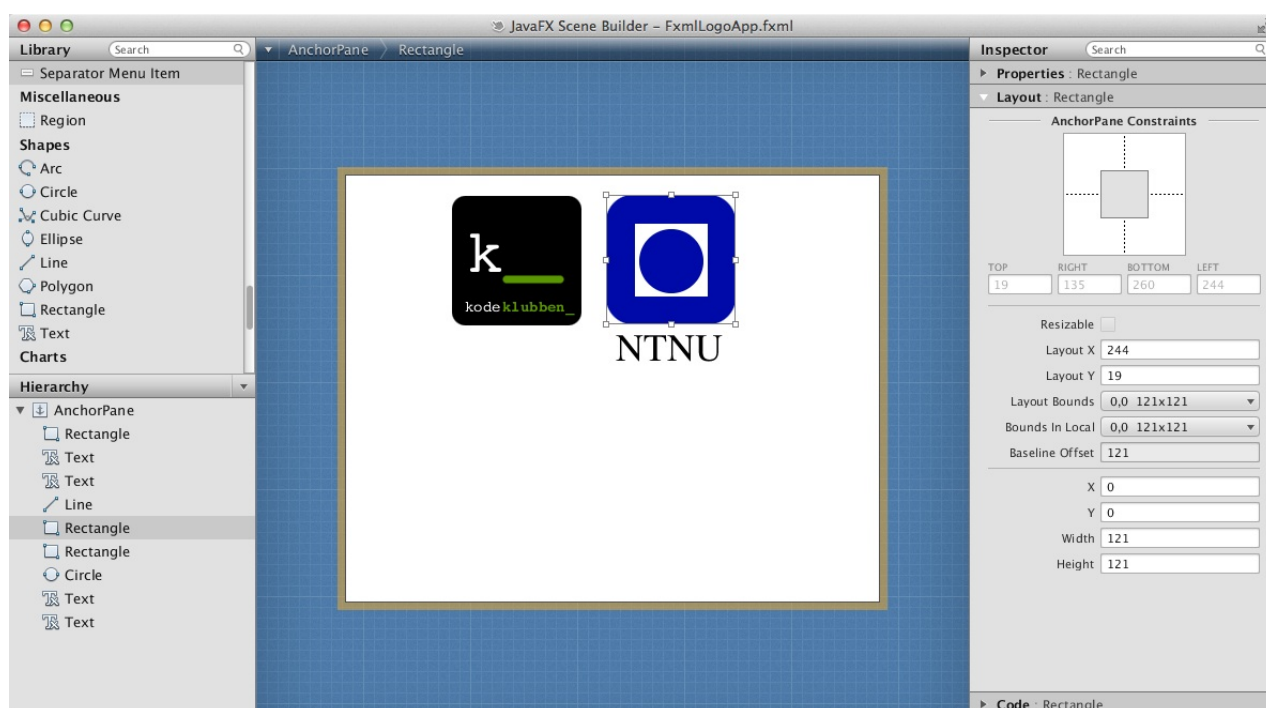 JavaFX Scene Builder – FxmlLogoApp.fxml
Library
Search
Separator Menu Item
Miscellaneous
Region
Shapes
Arc
Circle
Cubic Curve
Ellipse
Line
Polygon
Rectangle
Text
Charts
Hierarchy
AnchorPane
Rectangle
Text
Text
Line
Rectangle
Rectangle
Circle
Text
Text
AnchorPane Rectangle
k
kodeklubben_
NTNU
Inspector
Search
Properties : Rectangle
Layout : Rectangle
AnchorPane Constraints
TOP RIGHT BOTTOM LEFT
19 135 260 244
Resizable
Layout X 244
Layout Y 19
Layout Bounds 0,0 121x121
Bounds In Local 0,0 121x121
Baseline Offset 121
X 0
Y 0
Width 121
Height 121
Code : Rectangle